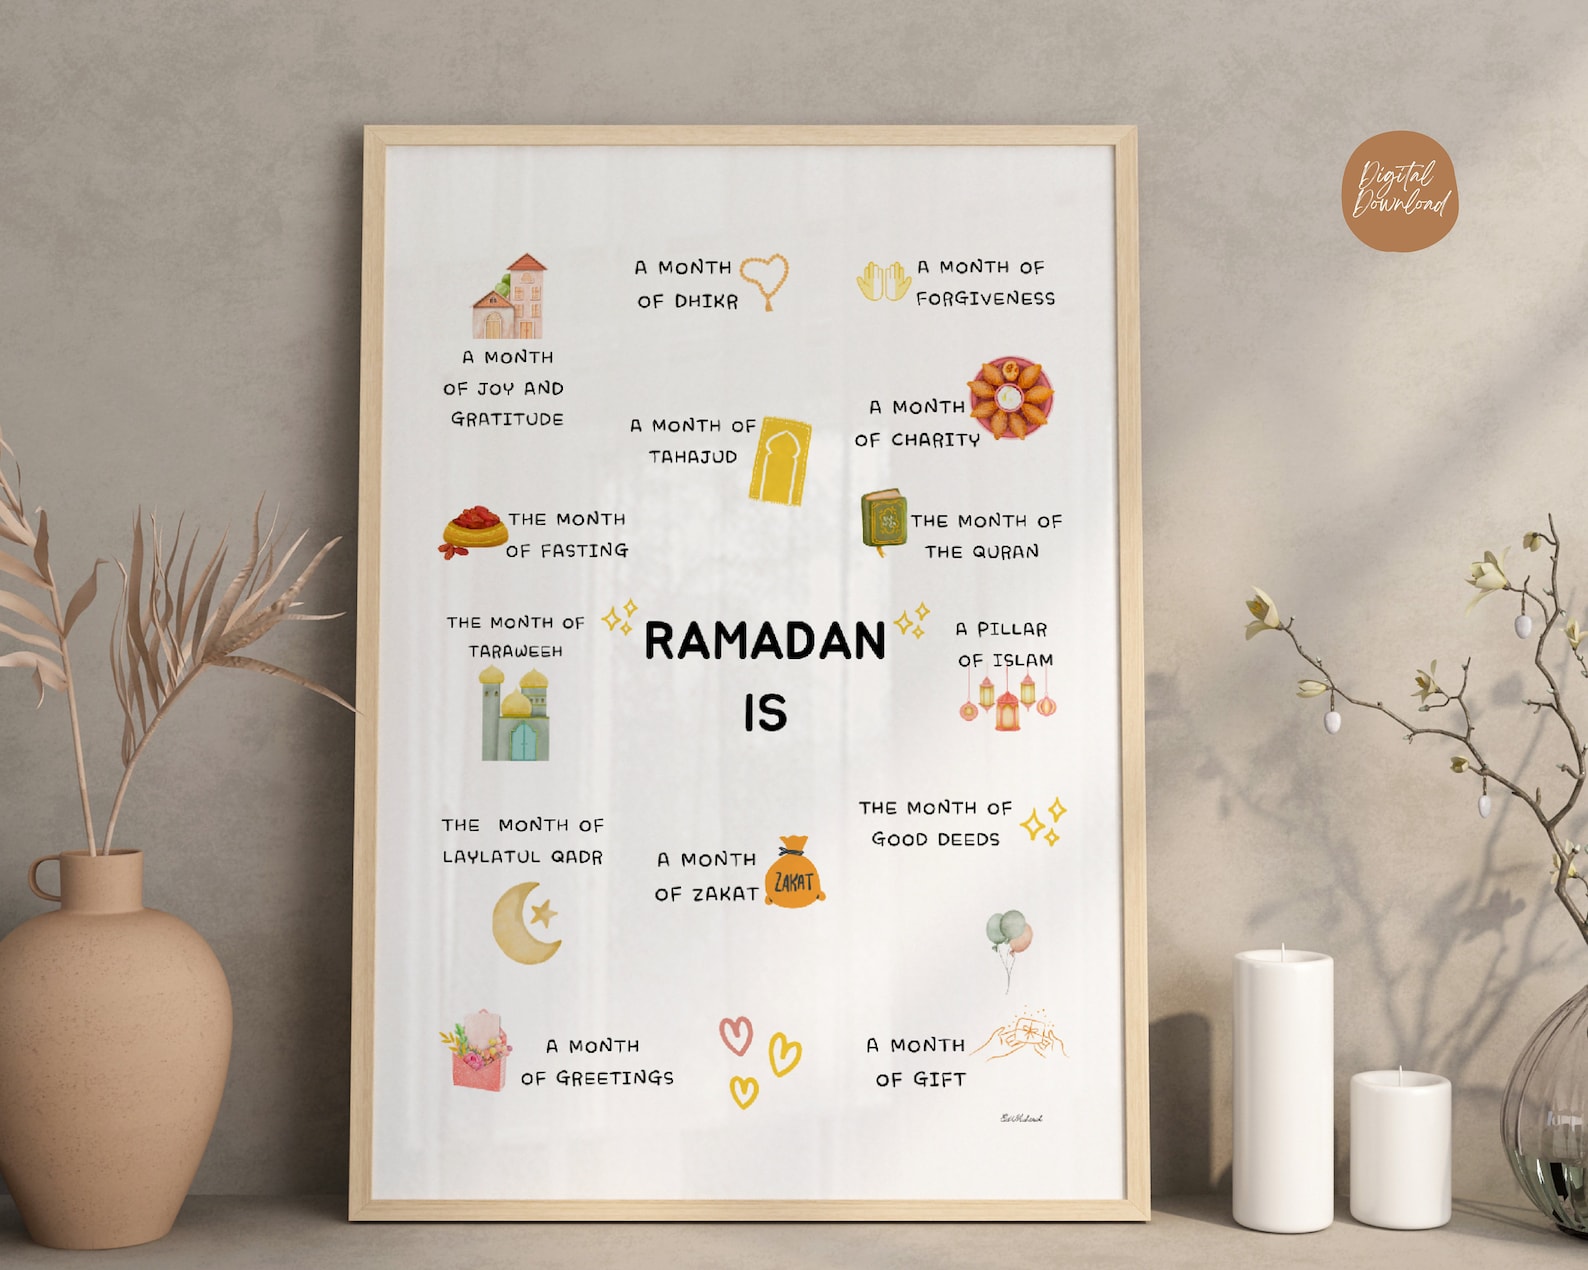 Digital
Download
A MONTH
OF DHIKR
A MONTH OF
FORGIVENESS
A MONTH
OF JOY AND
GRATITUDE
A MONTH OF
TAHAJUD
A MONTH
OF CHARITY
THE MONTH
OF FASTING
THE MONTH OF
THE QURAN
THE MONTH OF
TARAWEEH
RAMADAN
IS
A PILLAR
OF ISLAM
THE MONTH OF
LAYLATUL QADR
A MONTH
OF ZAKAT
ZAKAT
THE MONTH OF
GOOD DEEDS
A MONTH
OF GREETINGS
A MONTH
OF GIFT